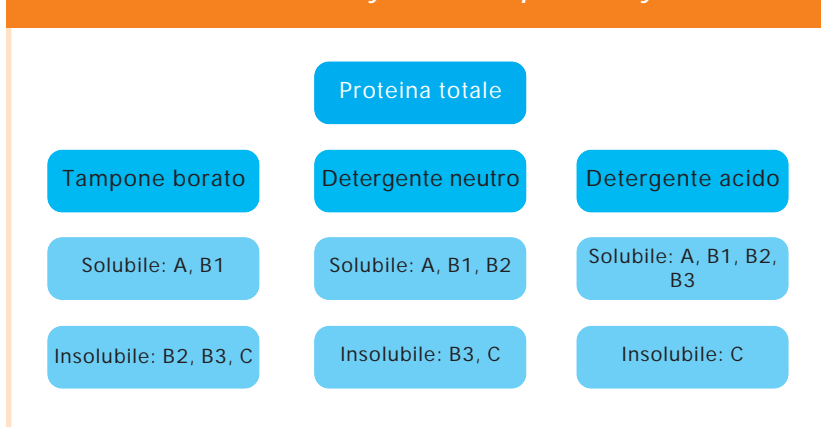 Proteina totale
Tampone borato
Detergente neutro
Detergente acido
Solubile: A, B1
Solubile: A, B1, B2
Solubile: A, B1, B2,
B3
Insolubile: B2, B3, C
Insolubile: B3, C
Insolubile: C